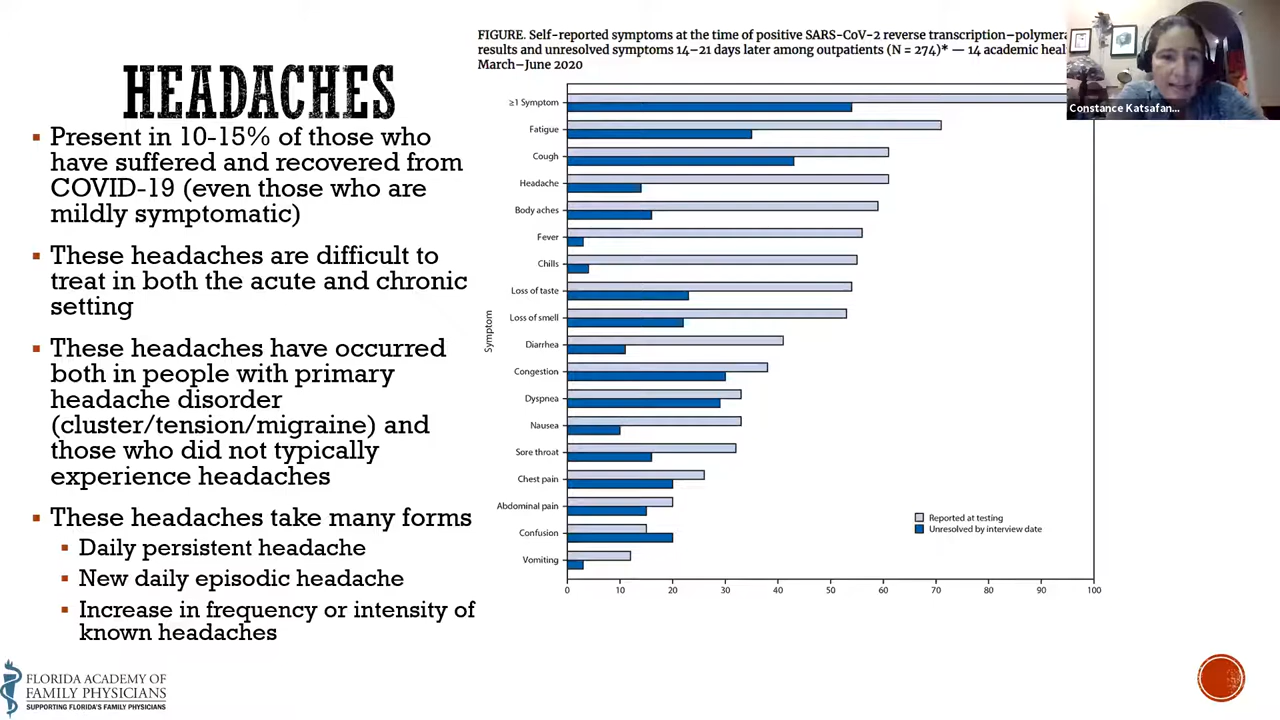 HEADACHES
▪ Present in 10-15% of those who
have suffered and recovered from
COVID-19 (even those who are
mildly symptomatic)
▪ These headaches are difficult to
treat in both the acute and chronic
setting
▪ These headaches have occurred
both in people with primary
headache disorder
(cluster/tension/migraine) and
those who did not typically
experience headaches
▪ These headaches take many forms
▪ Daily persistent headache
▪ New daily episodic headache
▪ Increase in frequency or intensity of
known headaches
FLORIDA ACADEMY OF
FAMILY PHYSICIANS
SUPPORTING FLORIDA'S FAMILY PHYSICIANS
FIGURE. Self-reported symptoms at the time of positive SARS-CoV-2 reverse transcription–polymera
results and unresolved symptoms 14–21 days later among outpatients (N = 274)* — 14 academic heal
March–June 2020
Symptom
≥1 Symptom
Fatigue
Cough
Headache
Body aches
Fever
Chills
Loss of taste
Loss of smell
Diarrhea
Congestion
Dyspnea
Nausea
Sore throat
Chest pain
Abdominal pain
Confusion
Vomiting
Reported at testing
Unresolved by interview date
0 10 20 30 40 50 60 70 80 90 100
Constance Katsafan...